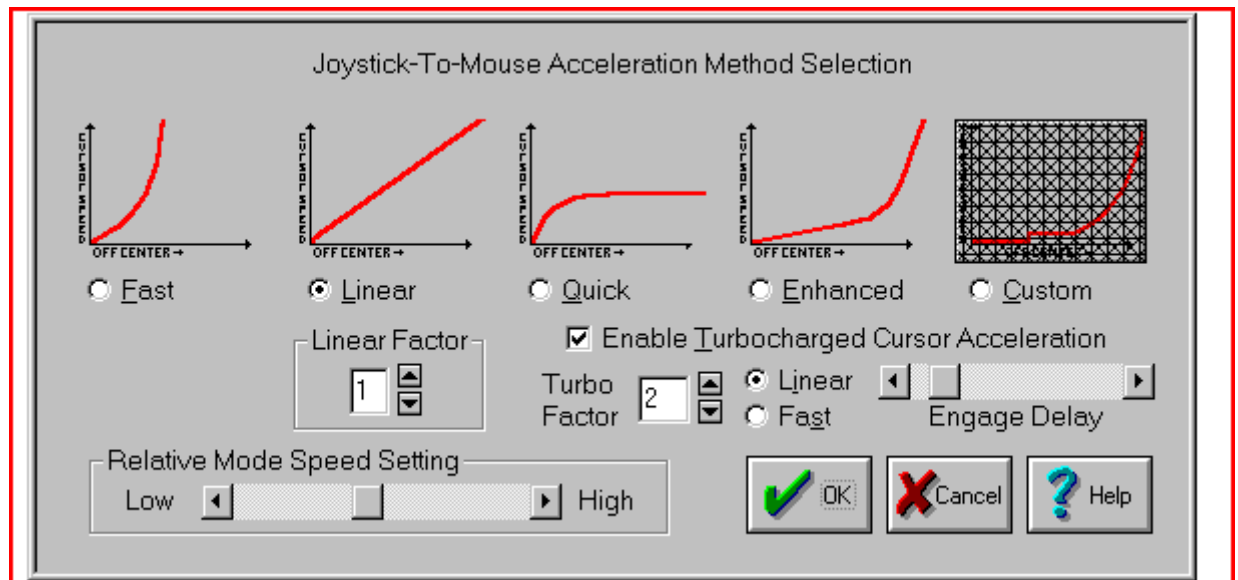 Joystick-To-Mouse Acceleration Method Selection
CURSOR SPEED CURSOR SPEED CURSOR SPEED CURSOR SPEED
OFF CENTER→ OFF CENTER→ OFF CENTER→ OFF CENTER→
Fast Linear Quick Enhanced Custom
Linear Factor Enable Turbocharged Cursor Acceleration
1 Turbo Factor 2 Linear
Fast Engage Delay
Relative Mode Speed Setting
Low High OK Cancel Help